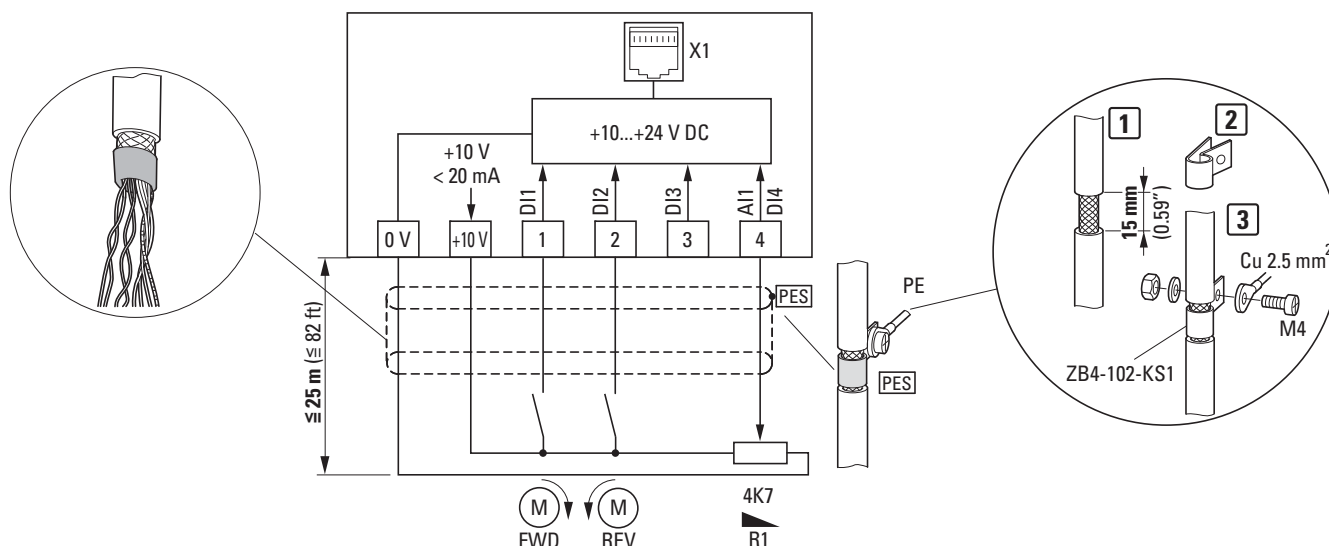 X1
+10...+24 V DC
+10 V
< 20 mA
DI1
DI2
DI3
AI1
DI4
0 V
+10 V
1
2
3
4
≦ 25 m (≦ 82 ft)
PES
PE
PES
M
M
FWD
REV
4K7
R1
1
2
15 mm
(0.59")
3
Cu 2.5 mm²
M4
ZB4-102-KS1